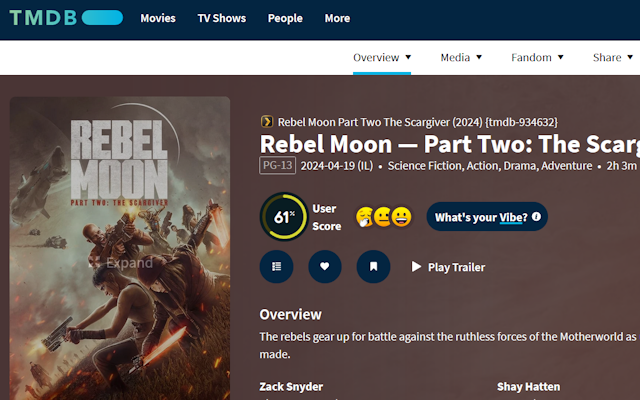 TMDB
Movies TV Shows People More
Overview Media Fandom Share
Rebel Moon Part Two The Scargiver (2024) {tmdb-934632}
Rebel Moon — Part Two: The Scarg
PG-13 2024-04-19 (IL) • Science Fiction, Action, Drama, Adventure • 2h 3m
REBEL
MOON
PART TWO: THE SCARGIVER
61%
User
Score
What's your Vibe?
Expand
Play Trailer
Overview
The rebels gear up for battle against the ruthless forces of the Motherworld as
made.
Zack Snyder Shay Hatten